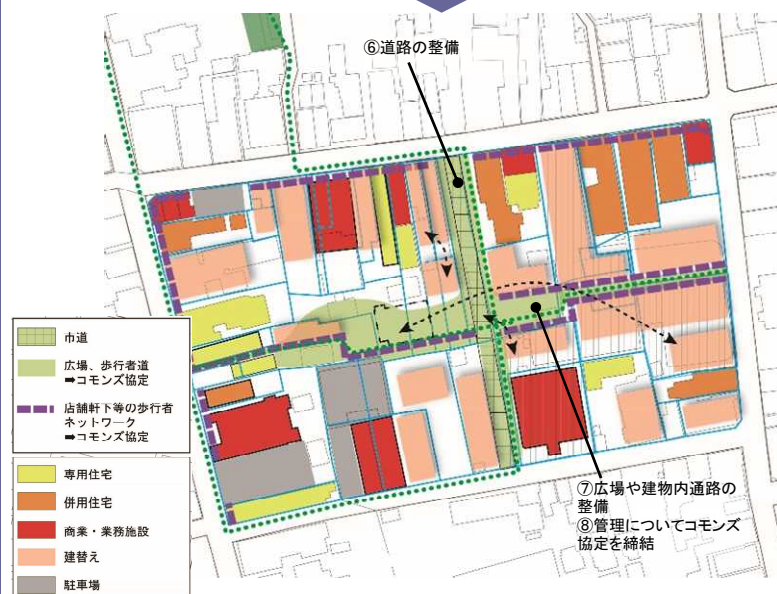 ⑥道路の整備
市道
広場、歩行者道
➡コモンズ協定
店舗軒下等の歩行者
ネットワーク
➡コモンズ協定
専用住宅
併用住宅
商業・業務施設
建替え
駐車場
⑦広場や建物内通路の
整備
⑧管理についてコモンズ
協定を締結